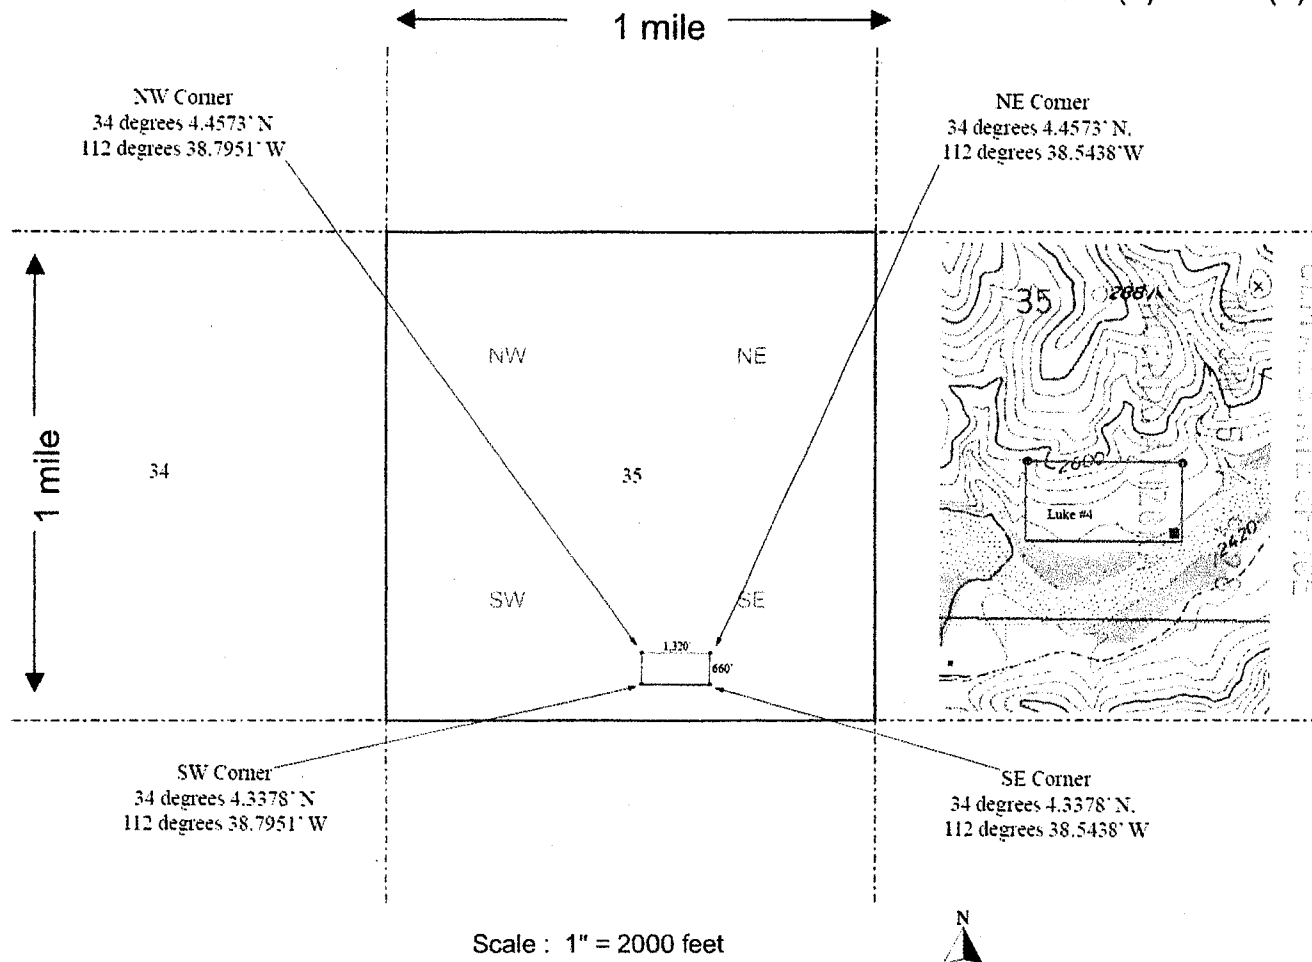 1 mile
NW Corner
34 degrees 4.4573' N
112 degrees 38.7951' W
NE Corner
34 degrees 4.4573' N.
112 degrees 38.5438' W
1 mile
34
NW
NE
35
SW
SE
1,320'
660'
35
2881
2600
Luke #4
2420
SW Corner
34 degrees 4.3378' N
112 degrees 38.7951' W
SE Corner
34 degrees 4.3378' N.
112 degrees 38.5438' W
Scale : 1" = 2000 feet
N